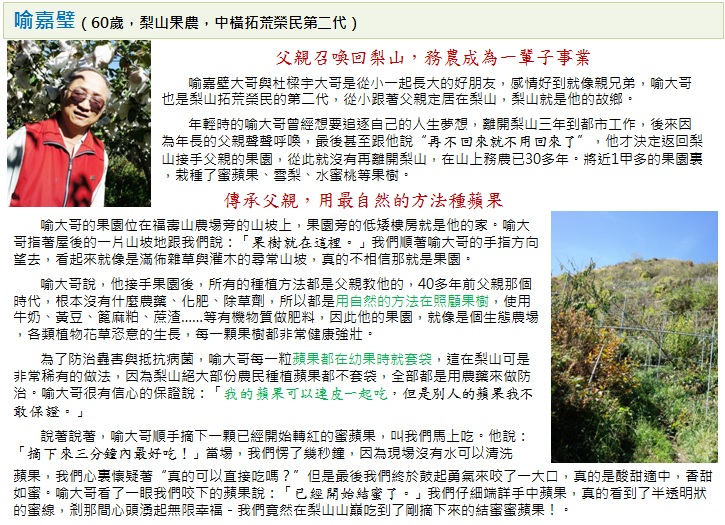 喻嘉璧（60歲，梨山果農，中橫拓荒榮民第二代）
父親召喚回梨山，務農成為一輩子事業
喻嘉璧大哥與杜樑宇大哥是從小一起長大的好朋友，感情好到就像親兄弟，喻大哥
也是梨山拓荒榮民的第二代，從小跟著父親定居在梨山，梨山就是他的故鄉。
年輕時的喻大哥曾經想要追逐自己的人生夢想，離開梨山三年到都市工作，後來因
為年長的父親聲聲呼喚，最後甚至跟他說“再不回來就不用回來了”，他才決定返回梨
山接手父親的果園，從此就沒有再離開梨山，在山上務農已30多年。將近1甲多的果園裏
，栽種了蜜蘋果、雪梨、水蜜桃等果樹。
傳承父親，用最自然的方法種蘋果
喻大哥的果園位在福壽山農場旁的山坡上，果園旁的低矮樓房就是他的家。喻大
哥指著屋後的一片山坡地跟我們說：「果樹就在這裡。」我們順著喻大哥的手指方向
望去，看起來就像是滿佈雜草與灌木的尋常山坡，真的不相信那就是果園。
喻大哥說，他接手果園後，所有的種植方法都是父親教他的，40多年前父親那個
時代，根本沒有什麼農藥、化肥、除草劑，所以都是用自然的方法在照顧果樹，使用
牛奶、黃豆、篦麻粕、蔗渣......等有機物質做肥料，因此他的果園，就像是個生態農場
，各類植物花草恣意的生長，每一顆果樹都非常健康強壯。
為了防治蟲害與抵抗病菌，喻大哥每一粒蘋果都在幼果時就套袋，這在梨山可是
非常稀有的做法，因為梨山絕大部份農民種植蘋果都不套袋，全部都是用農藥來做防
治。喻大哥很有信心的保證說：「我的蘋果可以連皮一起吃，但是別人的蘋果我不
敢保證。」
說著說著，喻大哥順手摘下一顆已經開始轉紅的蜜蘋果，叫我們馬上吃。他說：
「摘下來三分鐘內最好吃！」當場，我們愣了幾秒鐘，因為現場沒有水可以清洗
蘋果，我們心裏懷疑著“真的可以直接吃嗎？”但是最後我們終於鼓起勇氣來咬了一大口，真的是酸甜適中，香甜
如蜜。喻大哥看了一眼我們咬下的蘋果說：「已經開始結蜜了。」我們仔細端詳手中蘋果，真的看到了半透明狀
的蜜線，剎那間心頭湧起無限幸福 - 我們竟然在梨山山巔吃到了剛摘下來的結蜜蜜蘋果！。